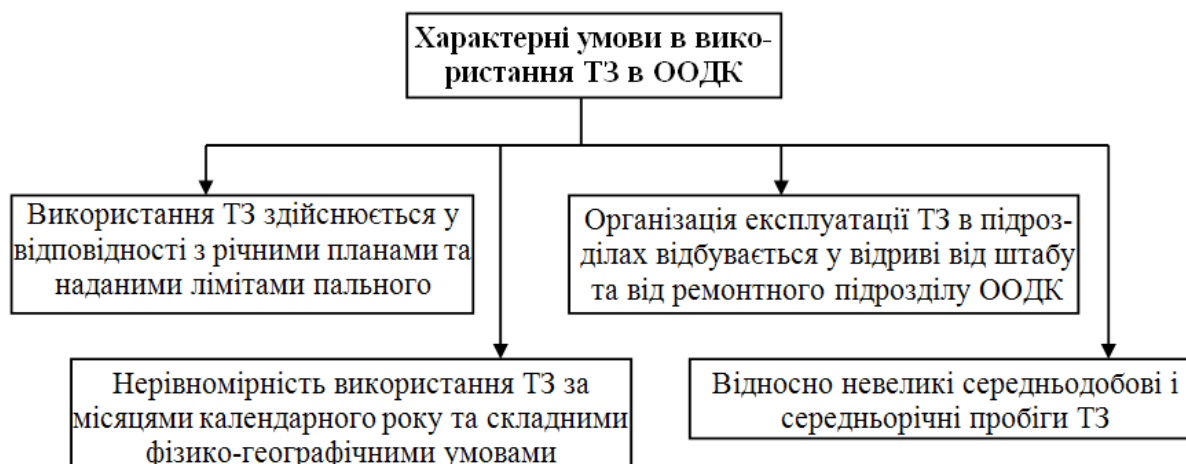 Характерні умови в вико-
ристання ТЗ в ООДК
Використання ТЗ здійснюється у
відповідності з річними планами та
наданими лімітами пального
Організація експлуатації ТЗ в підроз-
ділах відбувається у відриві від штабу
та від ремонтного підрозділу ООДК
Нерівномірність використання ТЗ за
місяцями календарного року та складними
фізико-географічними умовами
Відносно невеликі середньодобові і
середньорічні пробіги ТЗ